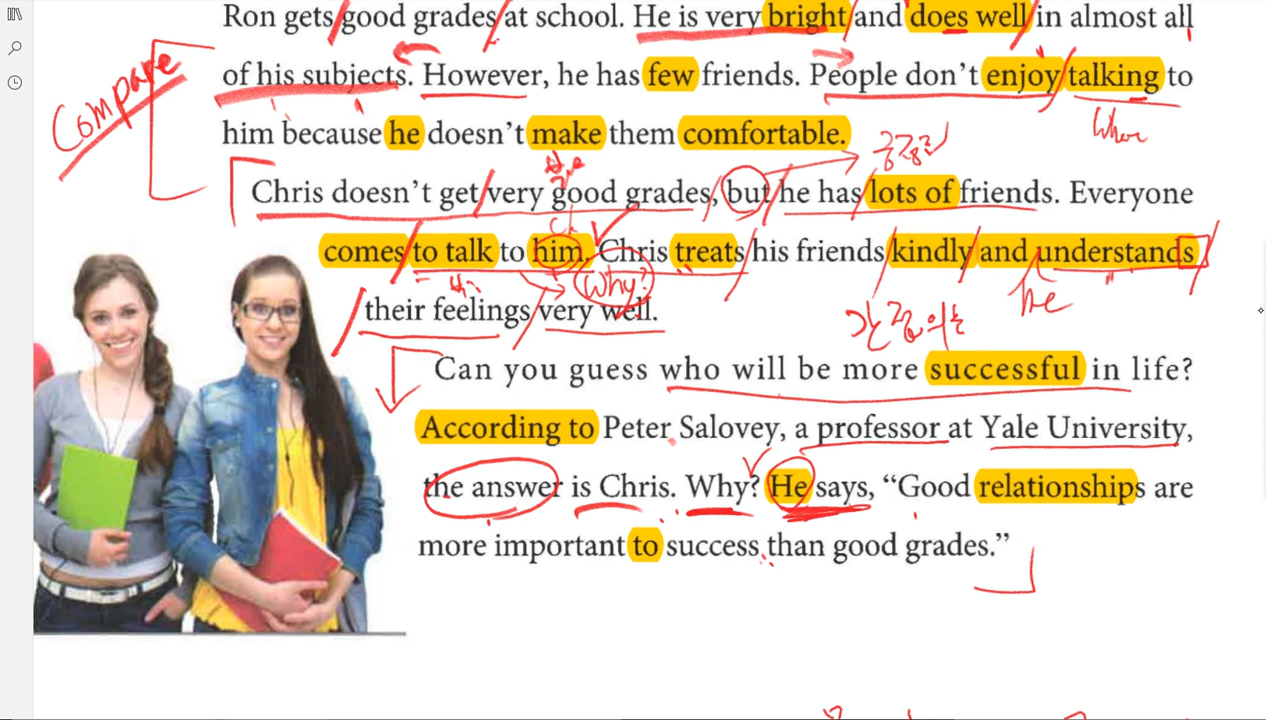 Ron gets good grades at school. He is very bright and does well in almost all
of his subjects. However, he has few friends. People don't enjoy talking to
Compare
him because he doesn't make them comfortable.
Chris doesn't get very good grades, but he has lots of friends. Everyone
comes to talk to him. Chris treats his friends kindly and understands
Why?
he
their feelings very well.
Can you guess who will be more successful in life?
According to Peter Salovey, a professor at Yale University,
the answer is Chris. Why? He says, “Good relationships are
more important to success than good grades.”